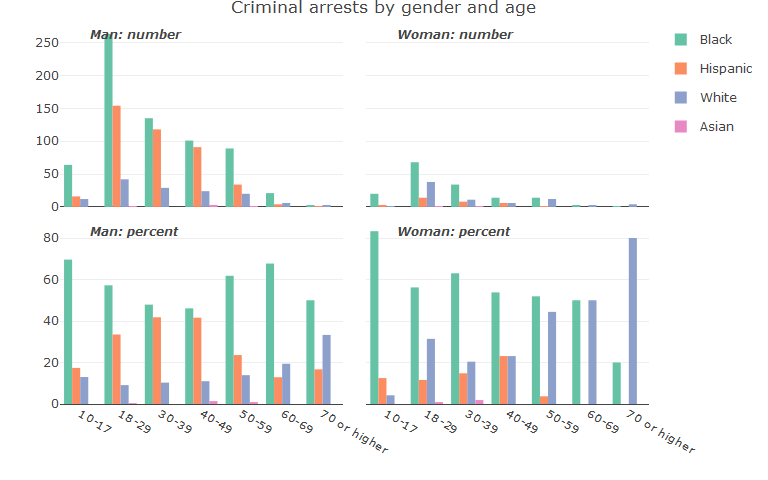 Criminal arrests by gender and age
Man: number
Woman: number
250
200
150
100
50
0
Black
Hispanic
White
Asian
Man: percent
Woman: percent
80
60
40
20
0
10-17
18-29
30-39
40-49
50-59
60-69
70 or higher
10-17
18-29
30-39
40-49
50-59
60-69
70 or higher